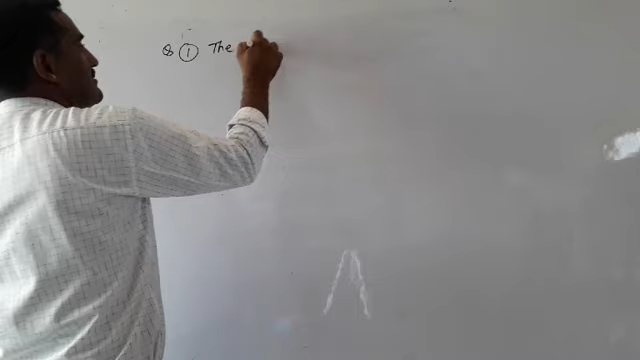 Q ① The